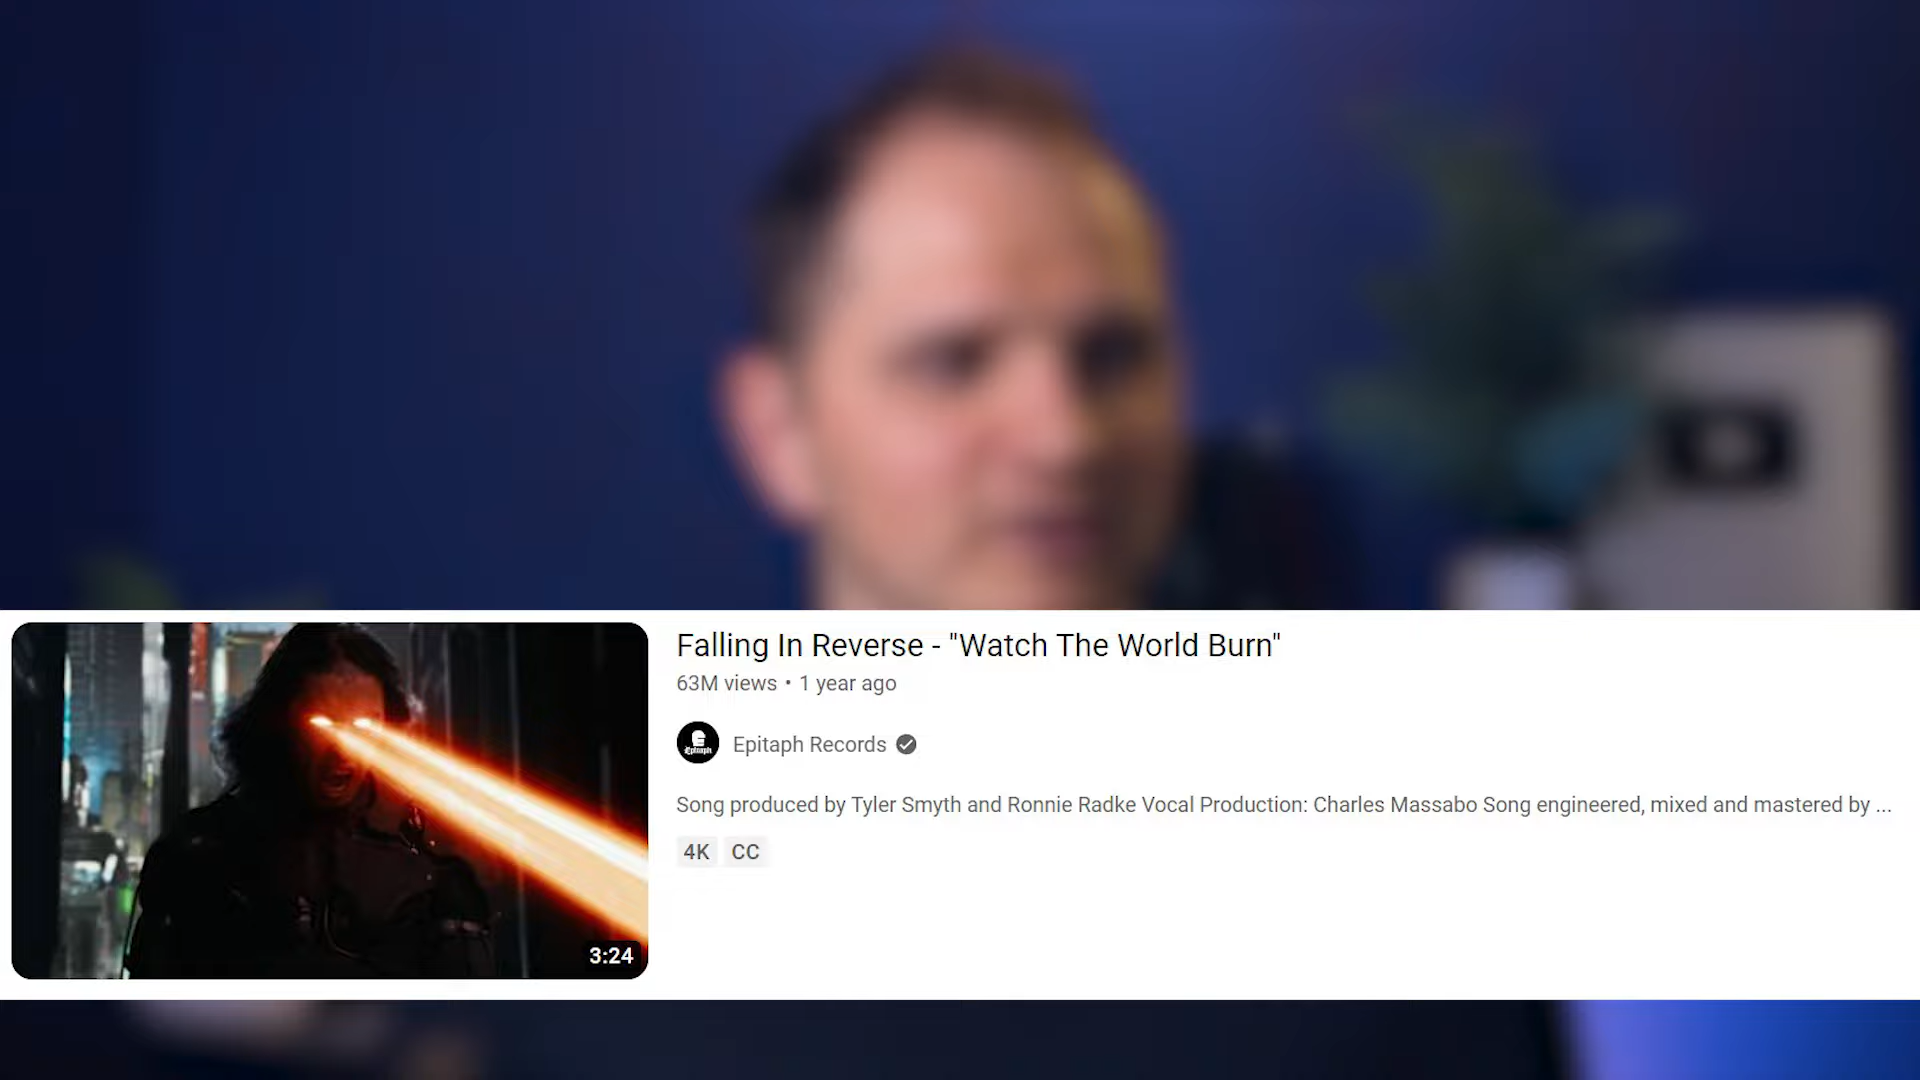 Falling In Reverse - "Watch The World Burn"
63M views • 1 year ago
Epitaph
Epitaph Records
Song produced by Tyler Smyth and Ronnie Radke Vocal Production: Charles Massabo Song engineered, mixed and mastered by ...
4K CC
3:24